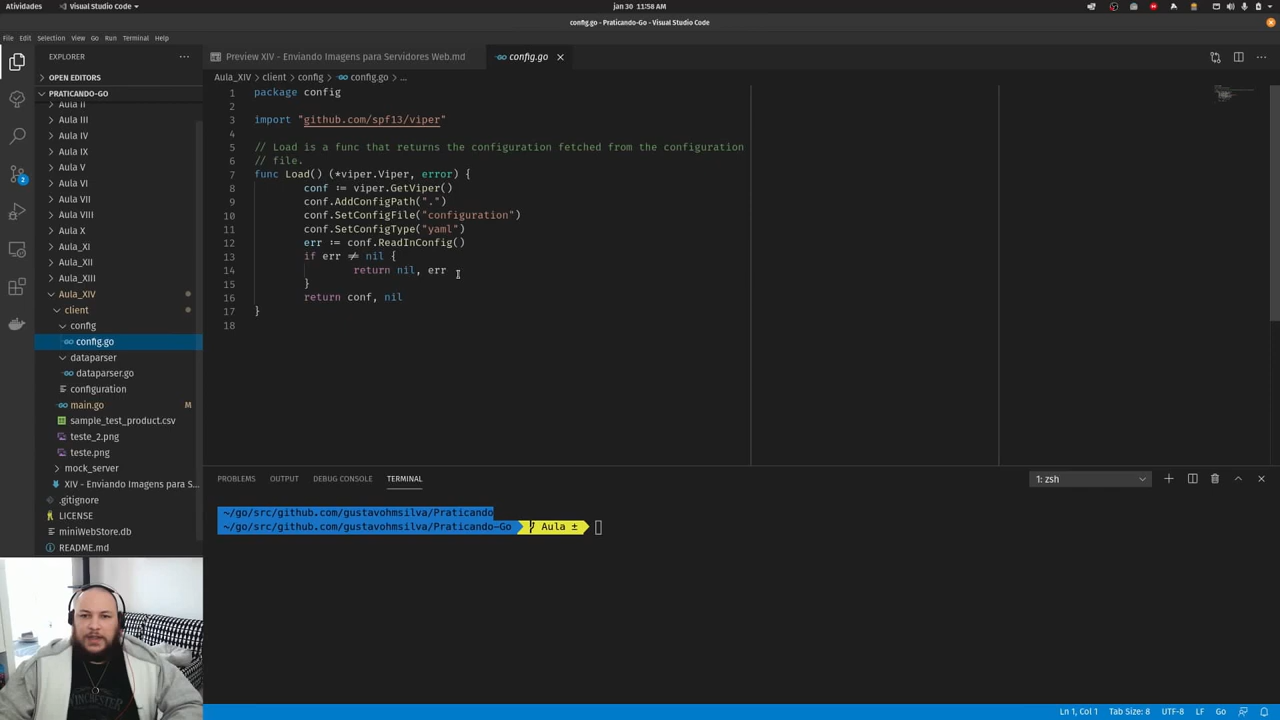 Atividades
Visual Studio Code
jan 30 11:58 AM
config.go - Praticando-Go - Visual Studio Code
File Edit Selection View Go Run Terminal Help
EXPLORER
OPEN EDITORS
PRATICANDO-GO
Aula II
Aula III
Aula IV
Aula IX
Aula V
Aula VI
Aula VII
Aula VIII
Aula_XI
Aula_XII
Aula_XIII
Aula_XIV
client
config
config.go
dataparser
dataparser.go
configuration
main.go M
sample_test_product.csv
teste_2.png
teste.png
mock_server
XIV - Enviando Imagens para S...
.gitignore
LICENSE
miniWebStore.db
README.md
2
Preview XIV - Enviando Imagens para Servidores Web.md
config.go
Aula_XIV > client > config > config.go > ...
1 package config
2
3 import "github.com/spf13/viper"
4
5 // Load is a func that returns the configuration fetched from the configuration
6 // file.
7 func Load() (*viper.Viper, error) {
8 conf := viper.GetViper()
9 conf.AddConfigPath(".")
10 conf.SetConfigFile("configuration")
11 conf.SetConfigType("yaml")
12 err := conf.ReadInConfig()
13 if err ≠ nil {
14 return nil, err
15 }
16 return conf, nil
17 }
18
PROBLEMS OUTPUT DEBUG CONSOLE TERMINAL
1: zsh
~/go/src/github.com/gustavohmsilva/Praticando
~/go/src/github.com/gustavohmsilva/Praticando-Go Aula ±
WINCHESTER
Ln 1, Col 1 Tab Size: 8 UTF-8 LF Go